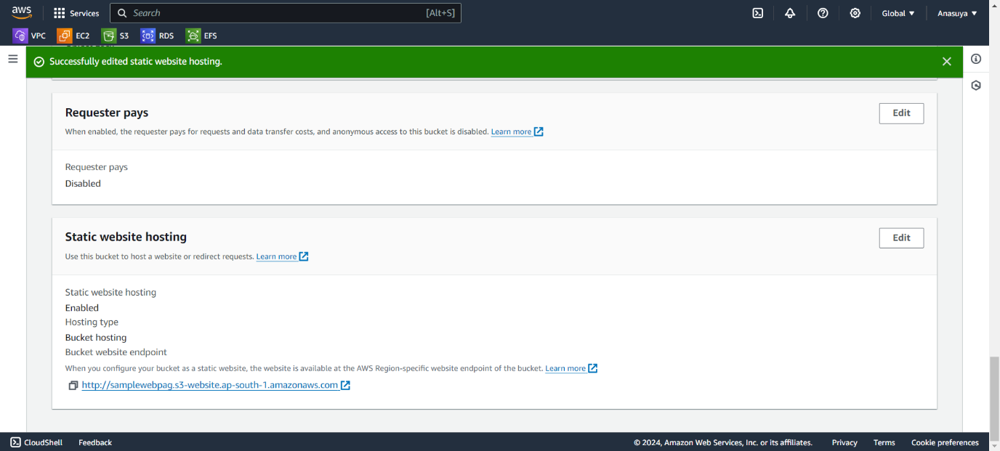 aws
Services
Search [Alt+S]
Global
Anasuya
VPC EC2 S3 RDS EFS
Successfully edited static website hosting.
Requester pays
Edit
When enabled, the requester pays for requests and data transfer costs, and anonymous access to this bucket is disabled. Learn more
Requester pays
Disabled
Static website hosting
Edit
Use this bucket to host a website or redirect requests. Learn more
Static website hosting
Enabled
Hosting type
Bucket hosting
Bucket website endpoint
When you configure your bucket as a static website, the website is available at the AWS Region-specific website endpoint of the bucket. Learn more
http://samplewebpag.s3-website.ap-south-1.amazonaws.com
CloudShell Feedback © 2024, Amazon Web Services, Inc. or its affiliates. Privacy Terms Cookie preferences